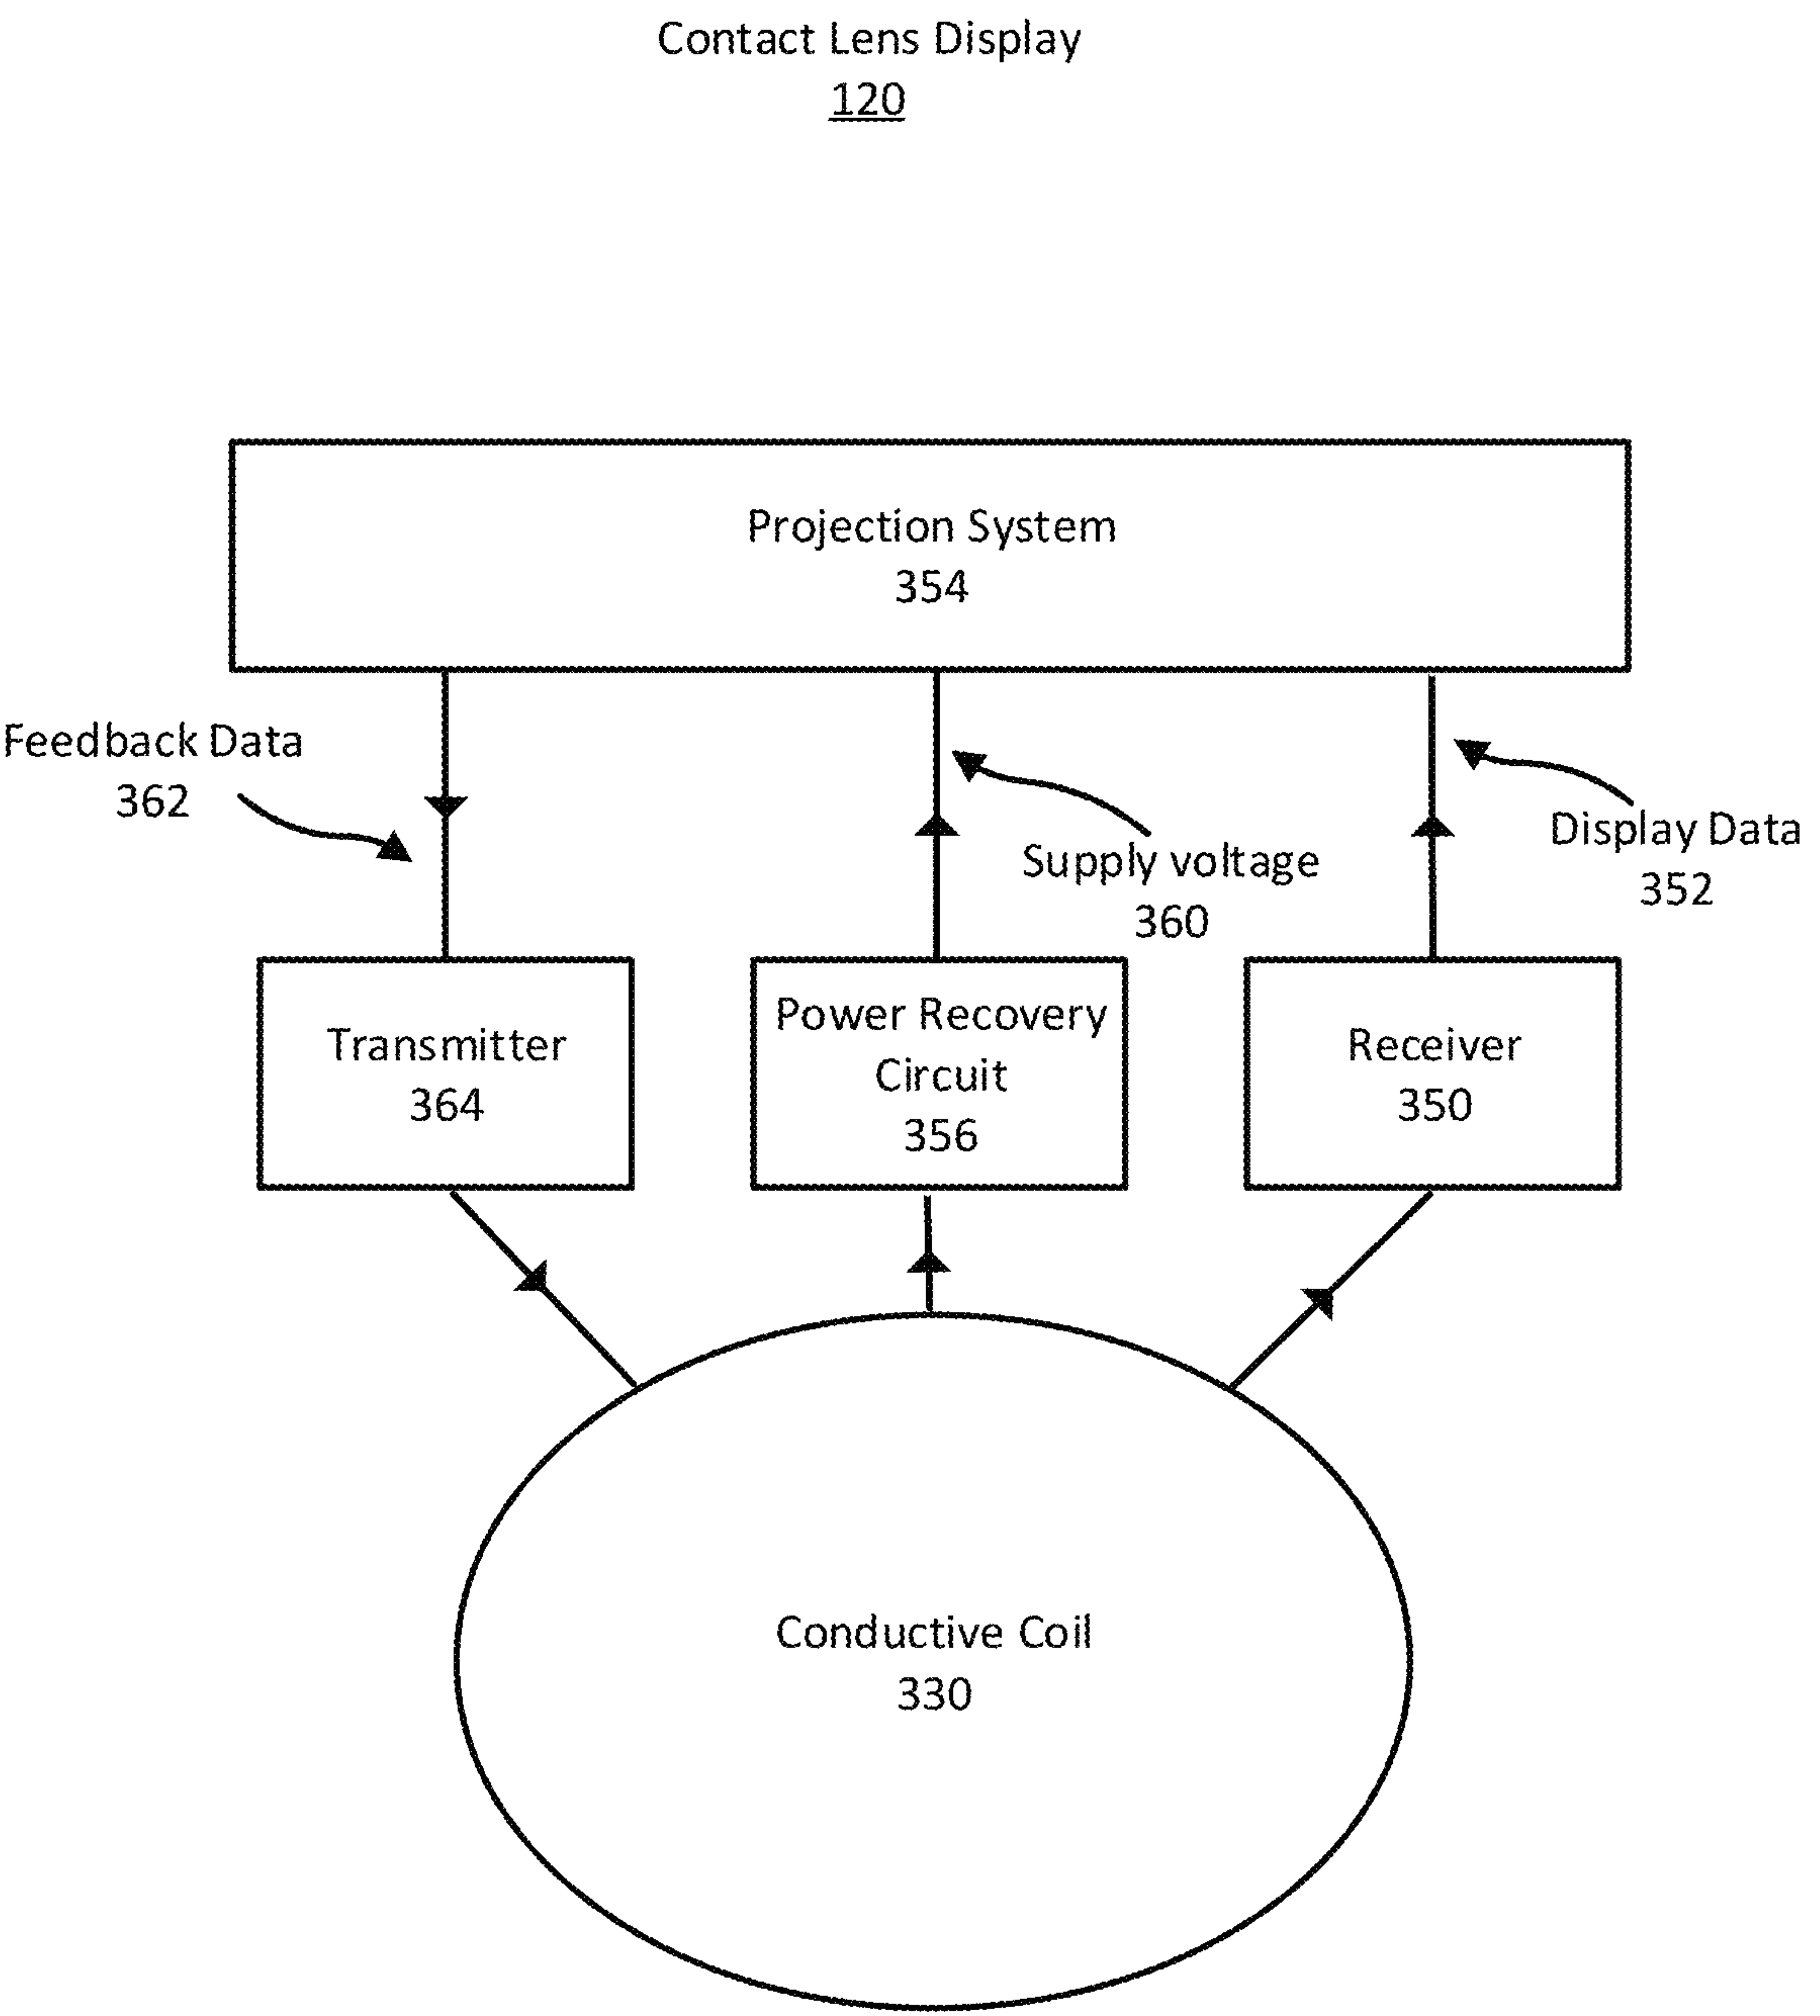 Contact Lens Display
120
Projection System
354
Feedback Data
362
Supply voltage
360
Display Data
352
Transmitter
364
Power Recovery
Circuit
356
Receiver
350
Conductive Coil
330